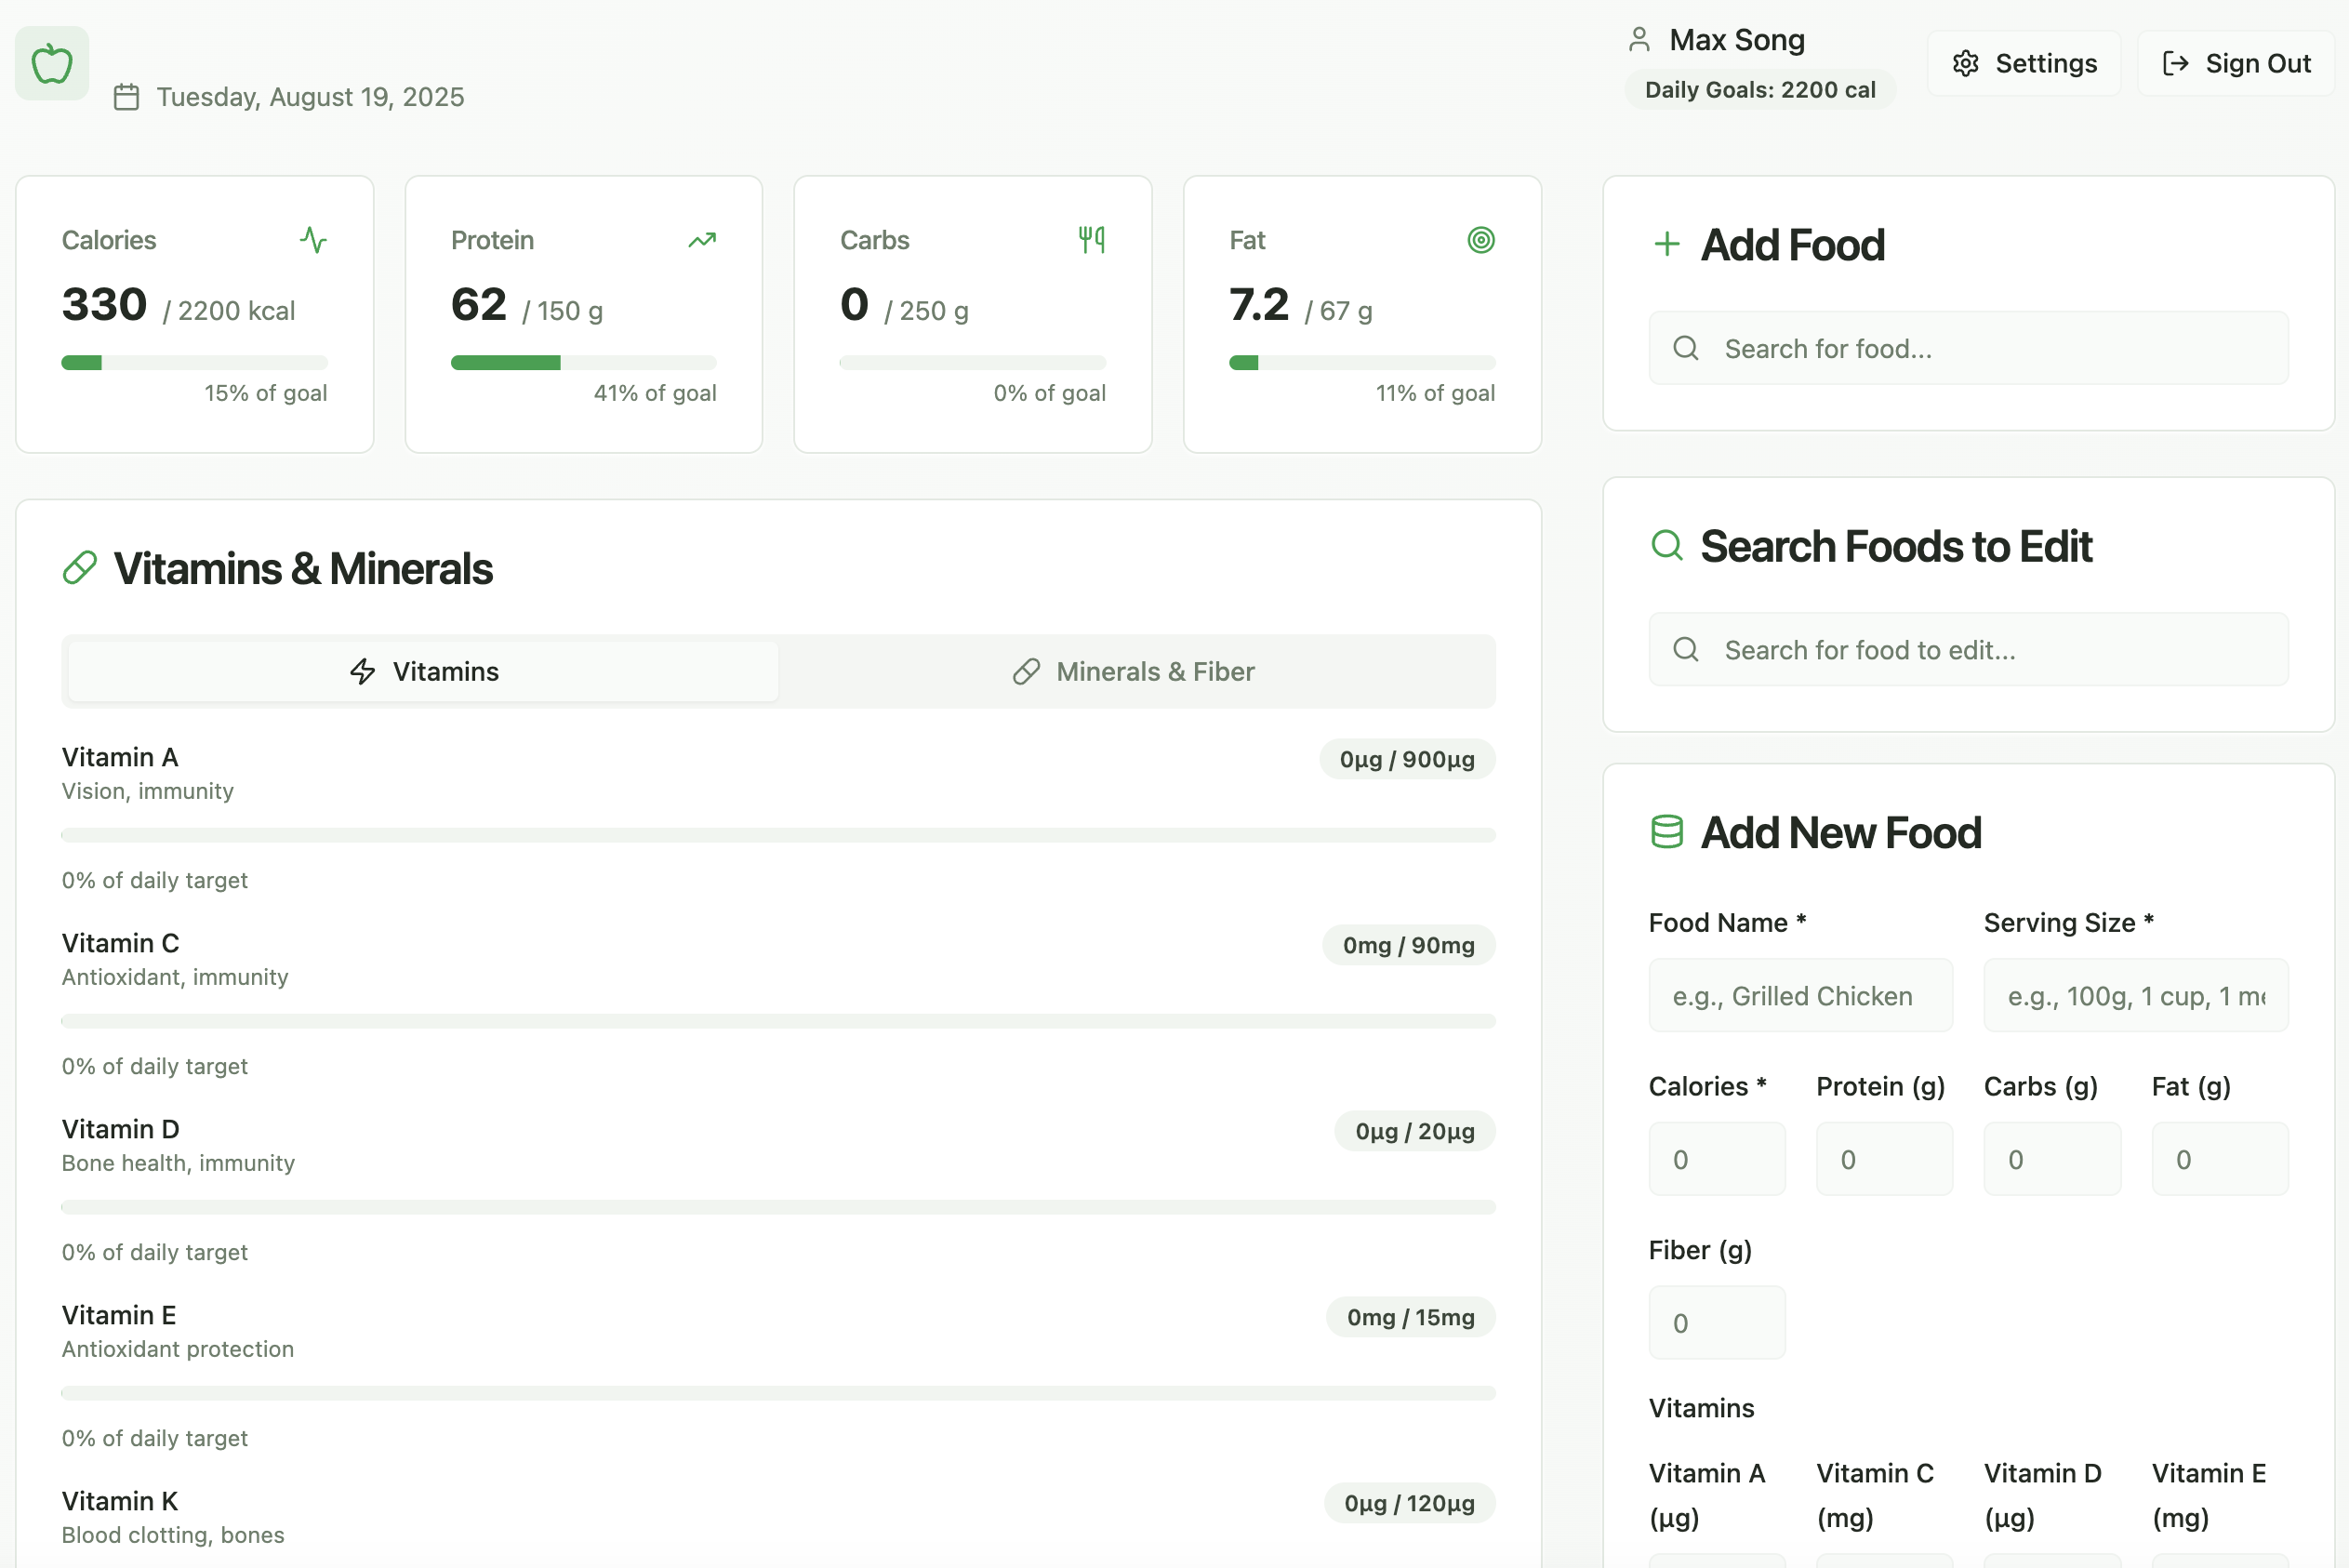 Tuesday, August 19, 2025
Max Song
Daily Goals: 2200 cal
Settings
Sign Out
Calories
330 / 2200 kcal
15% of goal
Protein
62 / 150 g
41% of goal
Carbs
0 / 250 g
0% of goal
Fat
7.2 / 67 g
11% of goal
Vitamins & Minerals
Vitamins
Minerals & Fiber
Vitamin A
0µg / 900µg
Vision, immunity
0% of daily target
Vitamin C
0mg / 90mg
Antioxidant, immunity
0% of daily target
Vitamin D
0µg / 20µg
Bone health, immunity
0% of daily target
Vitamin E
0mg / 15mg
Antioxidant protection
0% of daily target
Vitamin K
0µg / 120µg
Blood clotting, bones
Add Food
Search for food...
Search Foods to Edit
Search for food to edit...
Add New Food
Food Name *
Serving Size *
e.g., Grilled Chicken
e.g., 100g, 1 cup, 1
Calories *
Protein (g)
Carbs (g)
Fat (g)
0
0
0
0
Fiber (g)
0
Vitamins
Vitamin A (µg)
Vitamin C (mg)
Vitamin D (µg)
Vitamin E (mg)